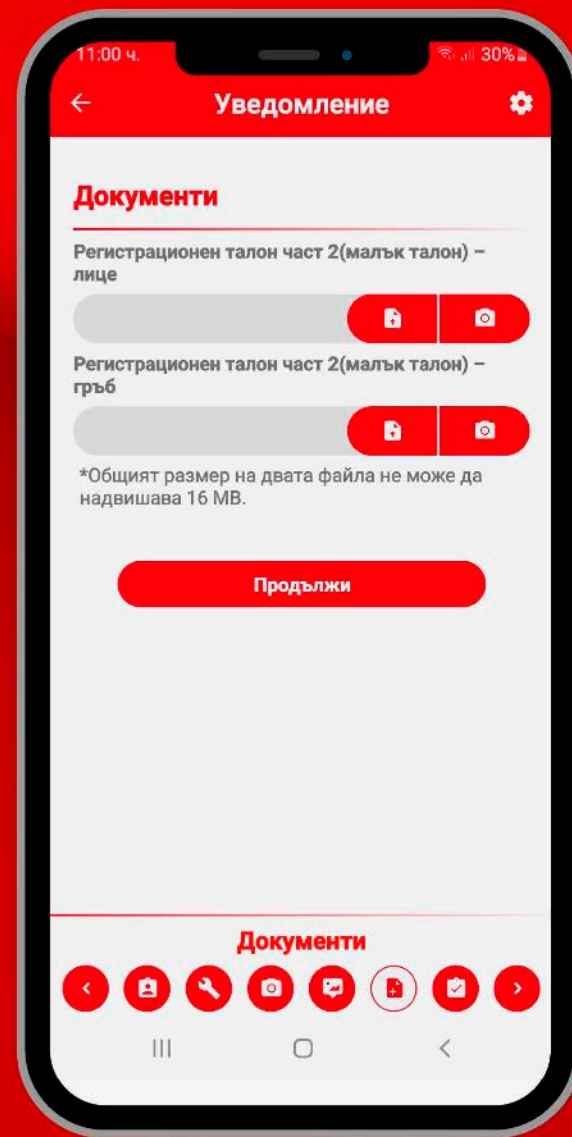 11:00 ч.
30%
Уведомление
Документи
Регистрационен талон част 2(малък талон) –
лице
Регистрационен талон част 2(малък талон) –
гръб
*Общият размер на двата файла не може да
надвишава 16 MB.
Продължи
Документи